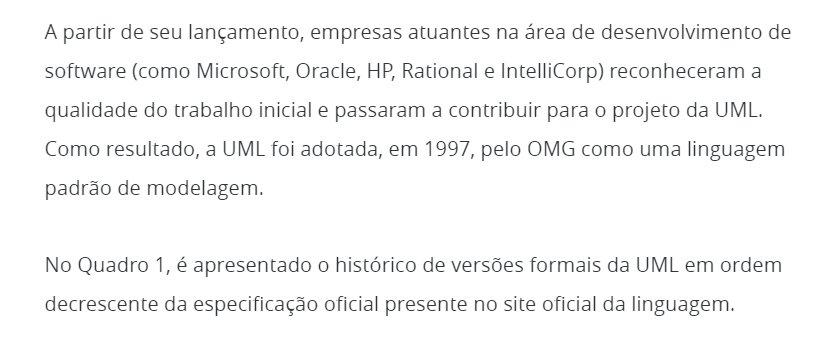 A partir de seu lançamento, empresas atuantes na área de desenvolvimento de
software (como Microsoft, Oracle, HP, Rational e IntelliCorp) reconheceram a
qualidade do trabalho inicial e passaram a contribuir para o projeto da UML.
Como resultado, a UML foi adotada, em 1997, pelo OMG como uma linguagem
padrão de modelagem.
No Quadro 1, é apresentado o histórico de versões formais da UML em ordem
decrescente da especificação oficial presente no site oficial da linguagem.